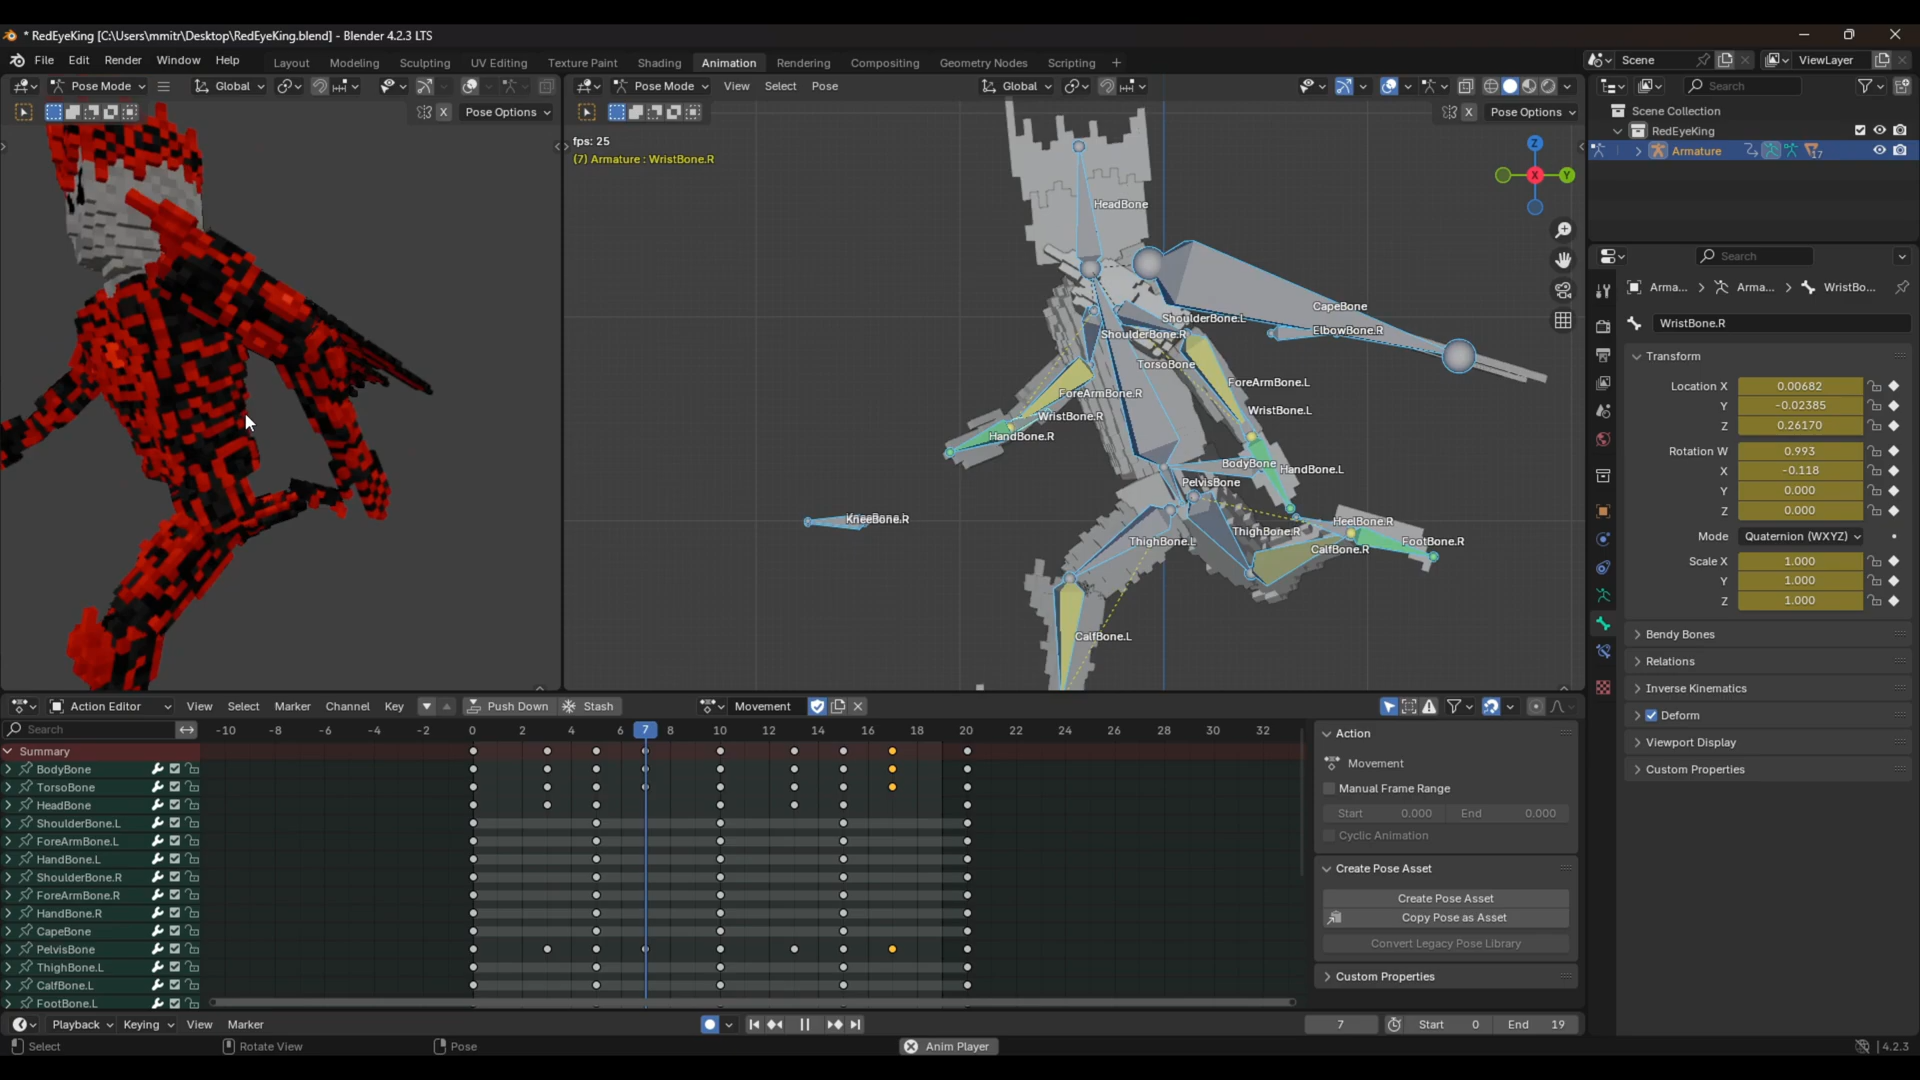 * RedEyeKing [C:\Users\mmitr\Desktop\RedEyeKing.blend] - Blender 4.2.3 LTS
File Edit Render Window Help Layout Modeling Sculpting UV Editing Texture Paint Shading Animation Rendering Compositing Geometry Nodes Scripting + Scene ViewLayer
Pose Mode Global Pose Mode View Select Pose Global Search
X Pose Options X Pose Options Scene Collection
RedEyeKing
Armature 17
fps: 25
(7) Armature : WristBone.R
Z
X
Y
HeadBone
CapeBone
ShoulderBone.L
ElbowBone.R
ShoulderBone.R
TorsoBone
ForeArmBone.L
ForeArmBone.R
WristBone.L
WristBone.R
HandBone.R
BodyBone
HandBone.L
PelvisBone
KneeBone.R
HeelBone.R
ThighBone.R
ThighBone.L
FootBone.R
CalfBone.R
CalfBone.L
Search
Arma... Arma... WristBo...
WristBone.R
Transform
Location X 0.00682
Y -0.02385
Z 0.26170
Rotation W 0.993
X -0.118
Y 0.000
Z 0.000
Mode Quaternion (WXYZ)
Scale X 1.000
Y 1.000
Z 1.000
Bendy Bones
Relations
Inverse Kinematics
Deform
Viewport Display
Custom Properties
Action Editor View Select Marker Channel Key Push Down Stash Movement
Search -10 -8 -6 -4 -2 0 2 4 6 7 8 10 12 14 16 18 20 22 24 26 28 30 32
Summary
BodyBone
TorsoBone
HeadBone
ShoulderBone.L
ForeArmBone.L
HandBone.L
ShoulderBone.R
ForeArmBone.R
HandBone.R
CapeBone
PelvisBone
ThighBone.L
CalfBone.L
FootBone.L
Action
Movement
Manual Frame Range
Start 0.000 End 0.000
Cyclic Animation
Create Pose Asset
Create Pose Asset
Copy Pose as Asset
Convert Legacy Pose Library
Custom Properties
Playback Keying View Marker 7 Start 0 End 19
Select Rotate View Pose Anim Player 4.2.3